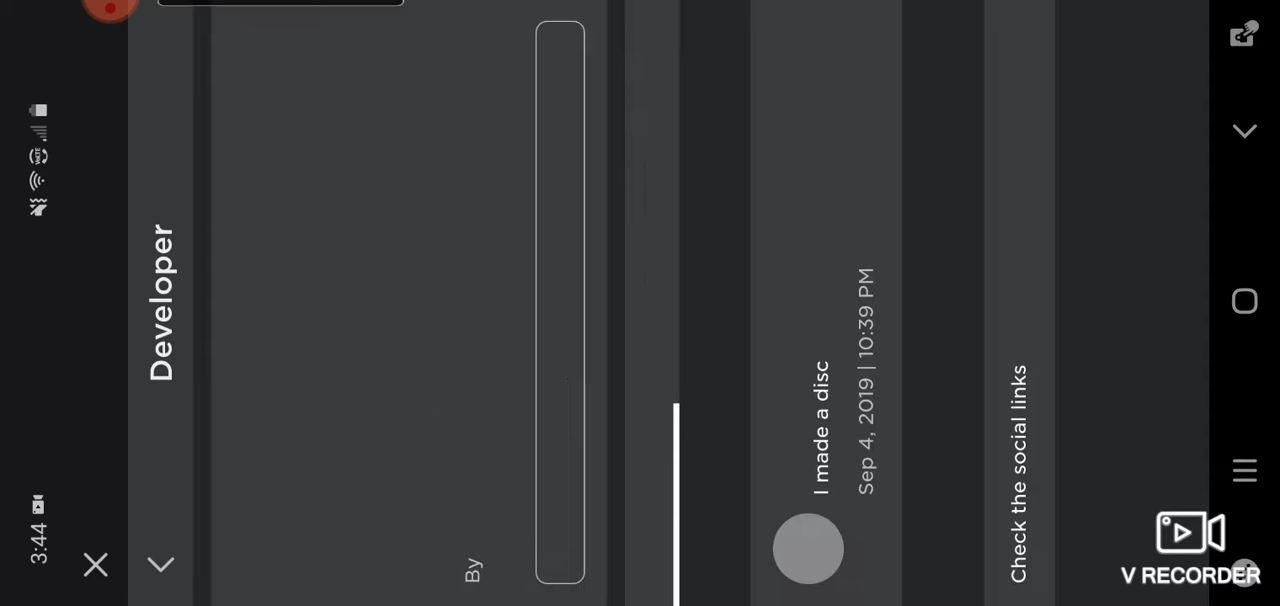 3:44
Developer
By
I made a disc
Sep 4, 2019 | 10:39 PM
Check the social links
V RECORDER